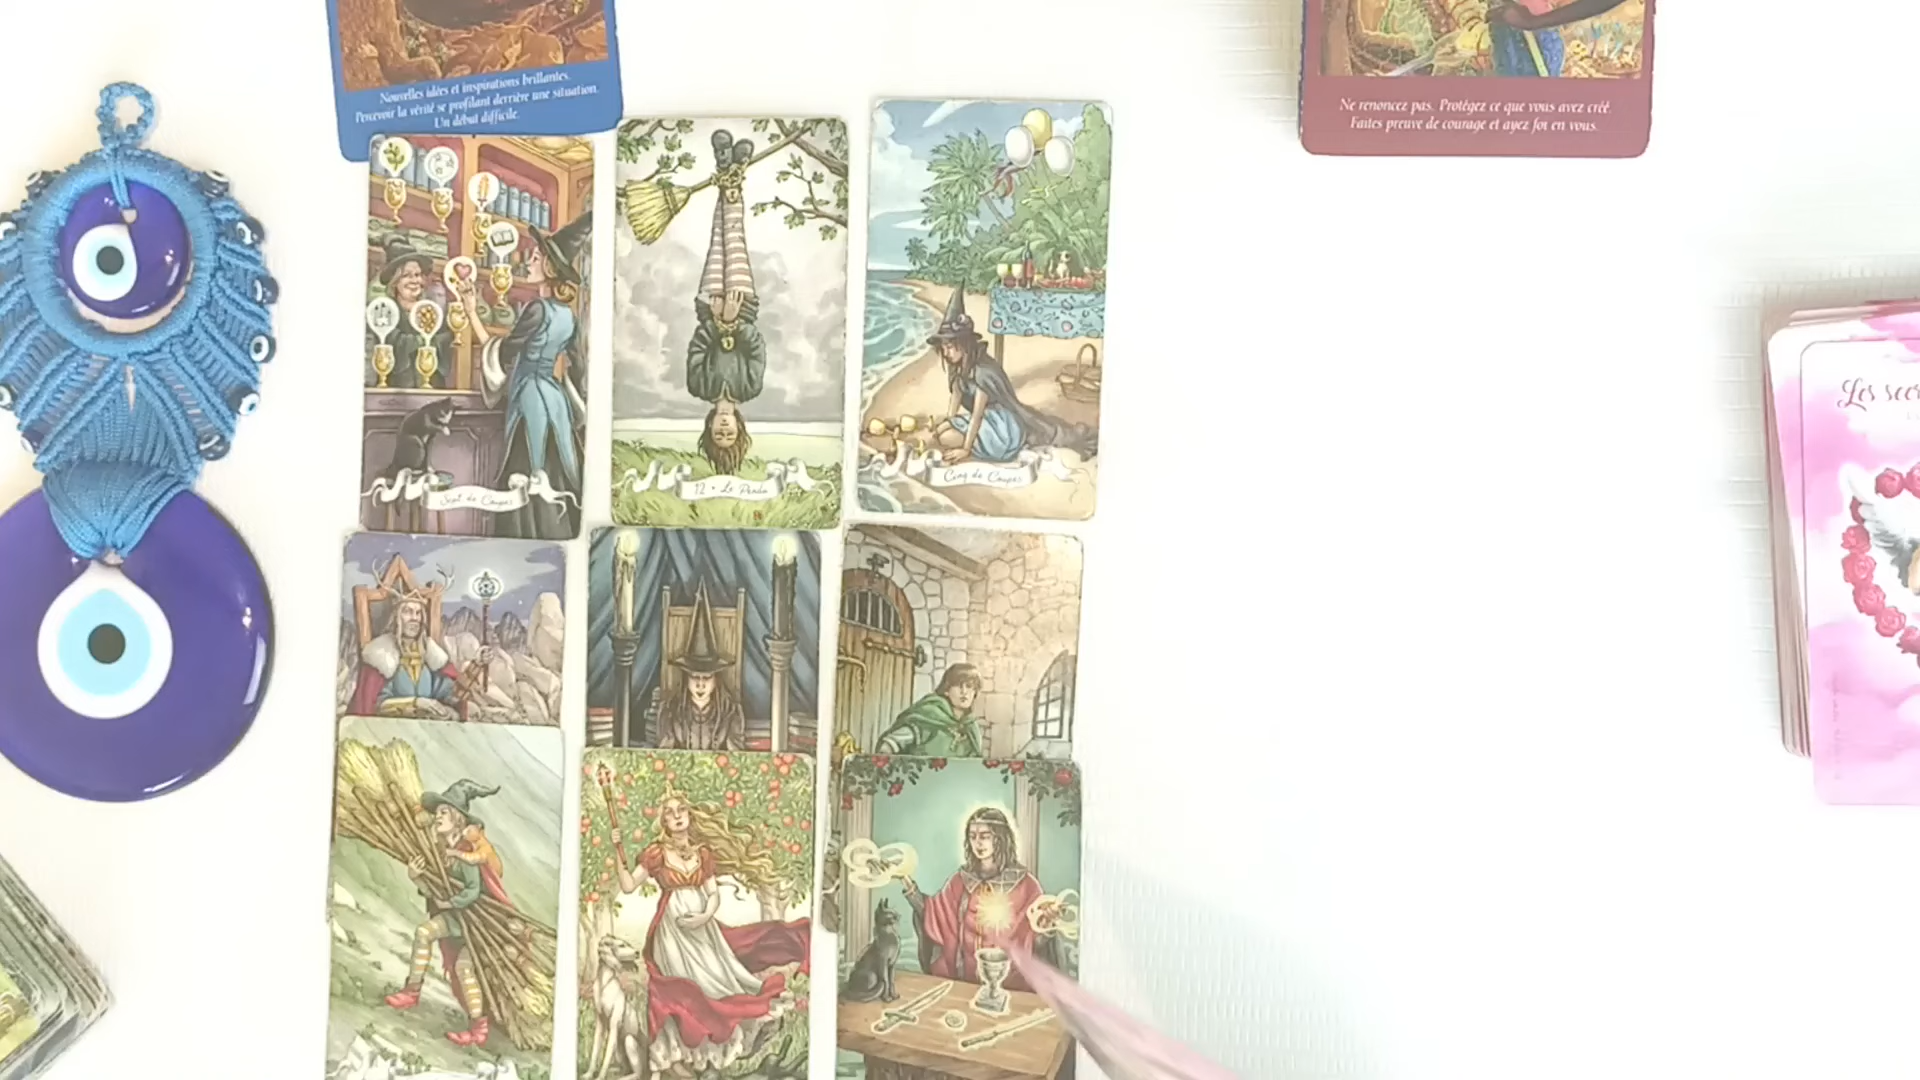 Nouvelles idées et inspirations brillantes.
Percevoir la vérité se profilant derrière une situation.
Un début difficile.
Ne renoncez pas. Protégez ce que vous avez créé.
Faites preuve de courage et ayez foi en vous.
Sept de Coupes
12 • Le Pendu
Cinq de Coupes
Les